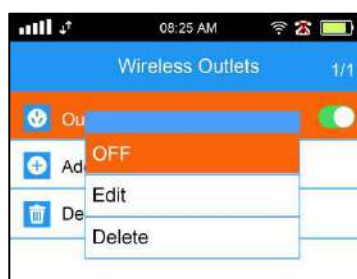 08:25 AM
Wireless Outlets 1/1
Ou
OFF
Ad
Edit
De
Delete